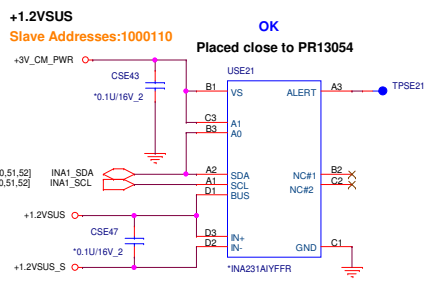 +1.2VSUS
OK
Slave Addresses:1000110
Placed close to PR13054
+3V_CM_PWR
CSE43
USE21
*0.1U/16V_2
B1 VS ALERT A3 TPSE21
C3 A1
B3 A0
0,51,52] INA1_SDA A2 SDA NC#1 B2
0,51,52] INA1_SCL A1 SCL NC#2 C2
D1 BUS
+1.2VSUS
CSE47
D3 IN+
*0.1U/16V_2
D2 IN- GND C1
+1.2VSUS_S
*INA231AIYFFR